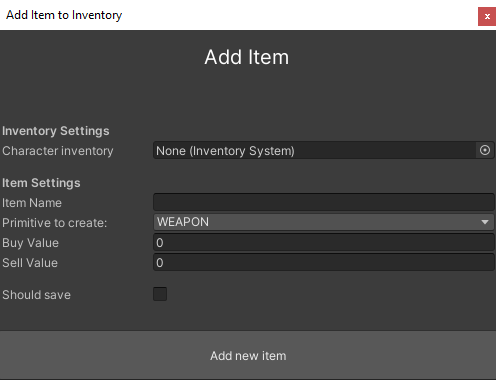 Add Item to Inventory
x
Add Item
Inventory Settings
Character inventory None (Inventory System)
Item Settings
Item Name
Primitive to create: WEAPON
Buy Value 0
Sell Value 0
Should save
Add new item